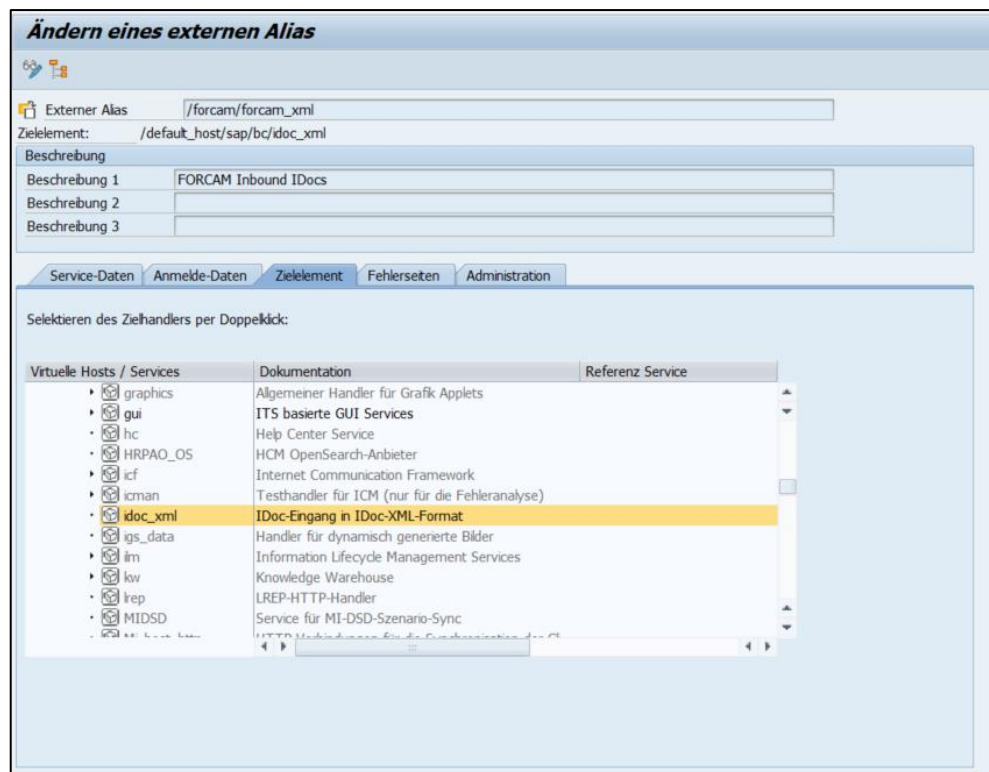 Ändern eines externen Alias
Externer Alias /forcam/forcam_xml
Zielelement: /default_host/sap/bc/idoc_xml
Beschreibung
Beschreibung 1 FORCAM Inbound IDocs
Beschreibung 2
Beschreibung 3
Service-Daten Anmelde-Daten Zielelement Fehlerseiten Administration
Selektieren des Zielhandlers per Doppelklick:
Virtuelle Hosts / Services Dokumentation Referenz Service
graphics Allgemeiner Handler für Grafik Applets
gui ITS basierte GUI Services
hc Help Center Service
HRPAO_OS HCM OpenSearch-Anbieter
icf Internet Communication Framework
icman Testhandler für ICM (nur für die Fehleranalyse)
idoc_xml IDoc-Eingang in IDoc-XML-Format
igs_data Handler für dynamisch generierte Bilder
ilm Information Lifecycle Management Services
kw Knowledge Warehouse
lrep LREP-HTTP-Handler
MIDSD Service für MI-DSD-Szenario-Sync